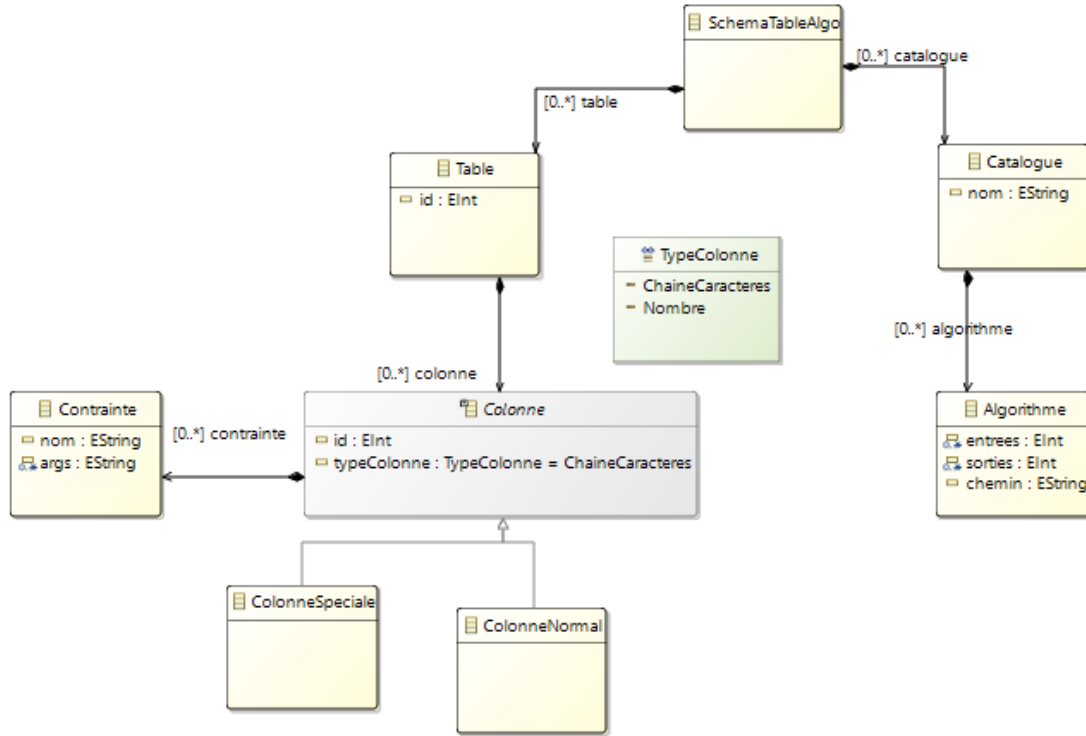 SchemaTableAlgo
[0..*] catalogue
[0..*] table
Table
id : EInt
Catalogue
nom : EString
TypeColonne
ChaineCaracteres
Nombre
[0..*] algorithme
[0..*] colonne
Contrainte
nom : EString
args : EString
[0..*] contrainte
Colonne
id : EInt
typeColonne : TypeColonne = ChaineCaracteres
Algorithme
entrees : EInt
sorties : EInt
chemin : EString
ColonneSpeciale
ColonneNormal